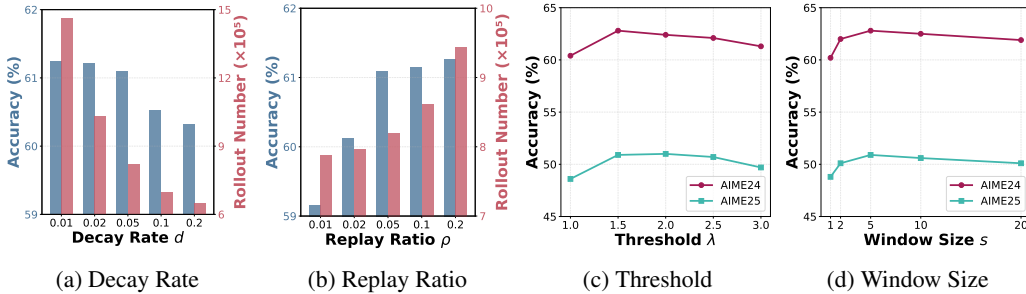 62
61
60
59
Accuracy (%)
15
12
9
6
Rollout Number (×10⁵)
0.01 0.02 0.05 0.1 0.2
Decay Rate d
(a) Decay Rate
62
61
60
59
Accuracy (%)
10
9
8
7
Rollout Number (×10⁵)
0.01 0.02 0.05 0.1 0.2
Replay Ratio ρ
(b) Replay Ratio
65
60
55
50
45
Accuracy (%)
AIME24
AIME25
1.0 1.5 2.0 2.5 3.0
Threshold λ
(c) Threshold
65
60
55
50
45
Accuracy (%)
AIME24
AIME25
1 2 5 10 20
Window Size s
(d) Window Size